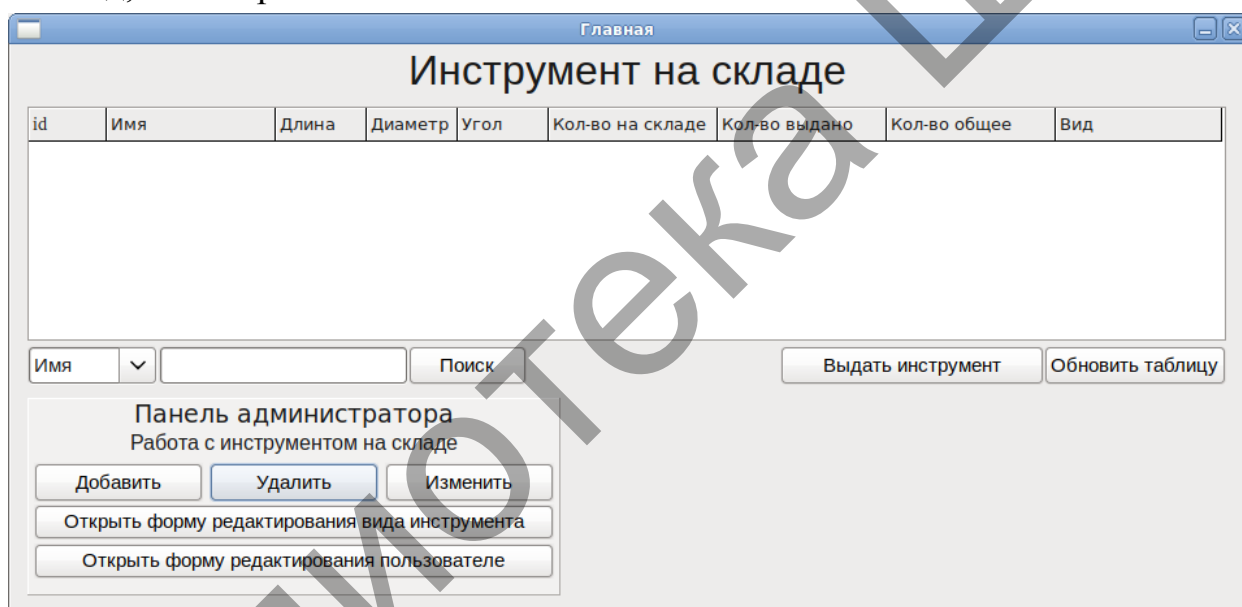 Главная
Инструмент на складе
id Имя Длина Диаметр Угол Кол-во на складе Кол-во выдано Кол-во общее Вид
Имя Поиск Выдать инструмент Обновить таблицу
Панель администратора
Работа с инструментом на складе
Добавить Удалить Изменить
Открыть форму редактирования вида инструмента
Открыть форму редактирования пользователе